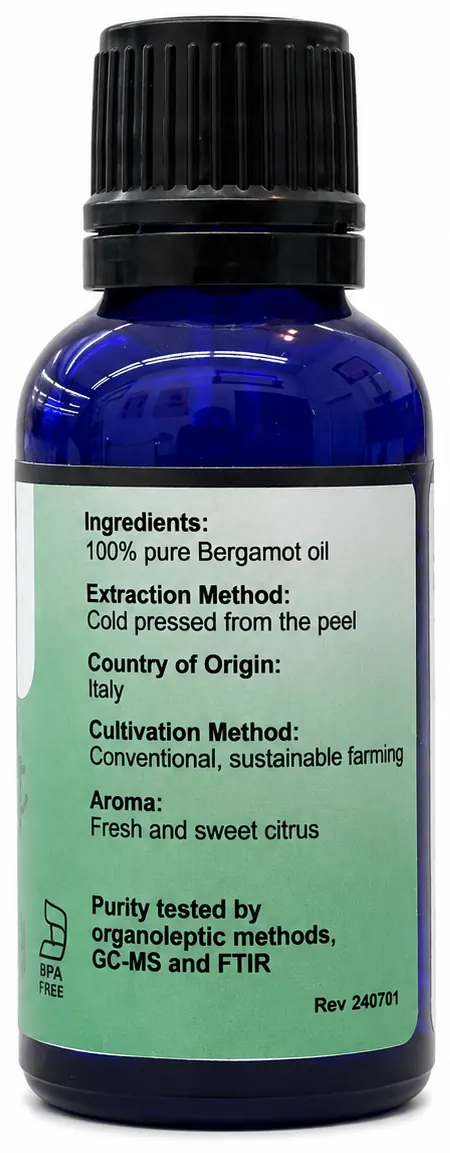 Ingredients:
100% pure Bergamot oil
Extraction Method:
Cold pressed from the peel
Country of Origin:
Italy
Cultivation Method:
Conventional, sustainable farming
Aroma:
Fresh and sweet citrus
Purity tested by
organoleptic methods,
GC-MS and FTIR
BPA
FREE
Rev 240701